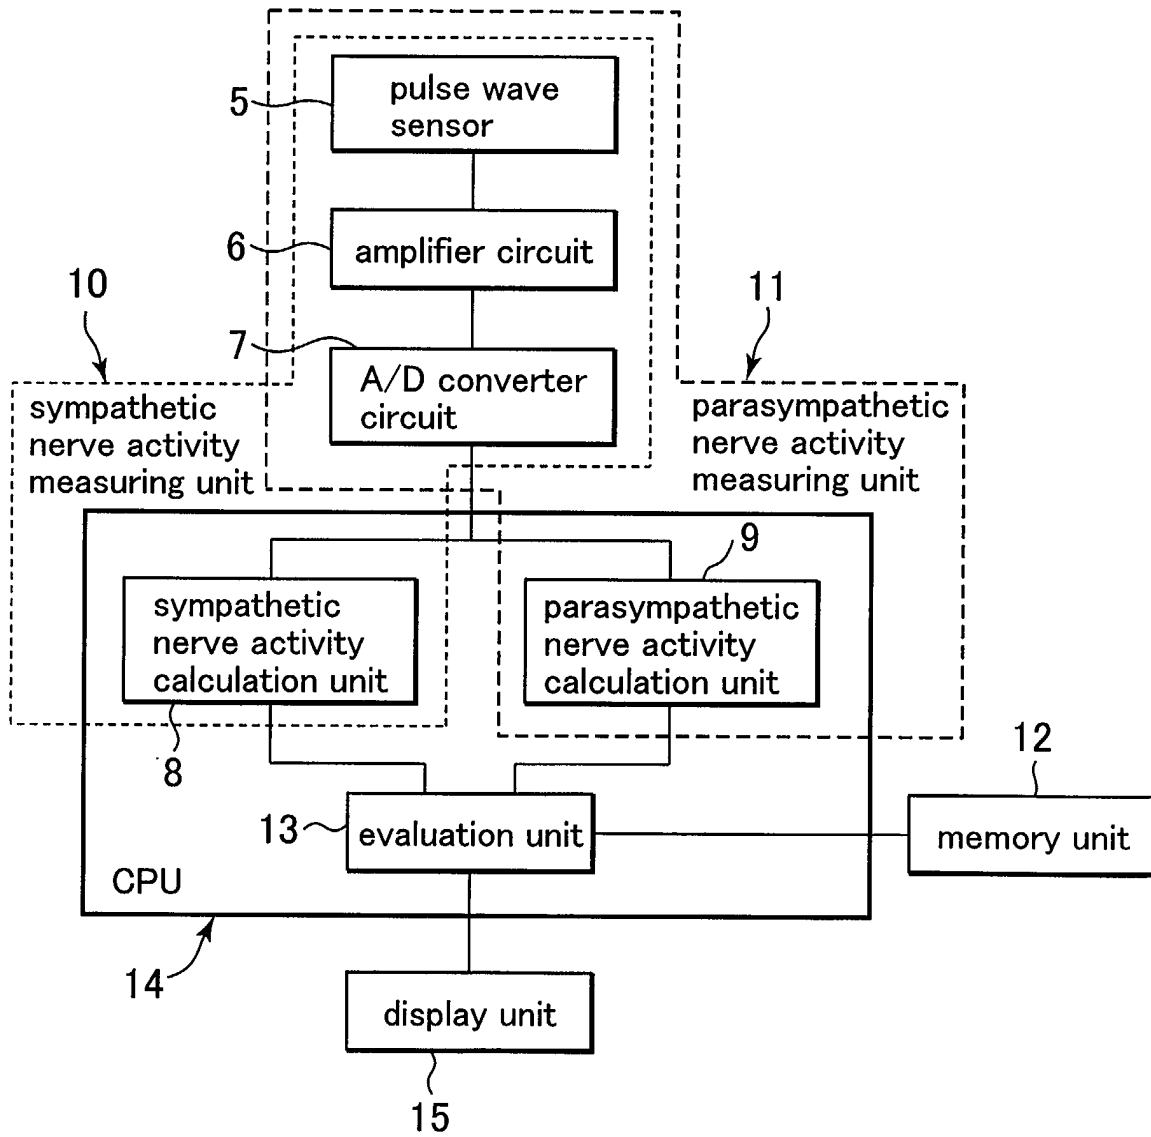 5
pulse wave
sensor
6
amplifier circuit
10
11
7
A/D converter
circuit
sympathetic
nerve activity
measuring unit
parasympathetic
nerve activity
measuring unit
9
sympathetic
nerve activity
calculation unit
parasympathetic
nerve activity
calculation unit
8
12
13
evaluation unit
memory unit
CPU
14
display unit
15